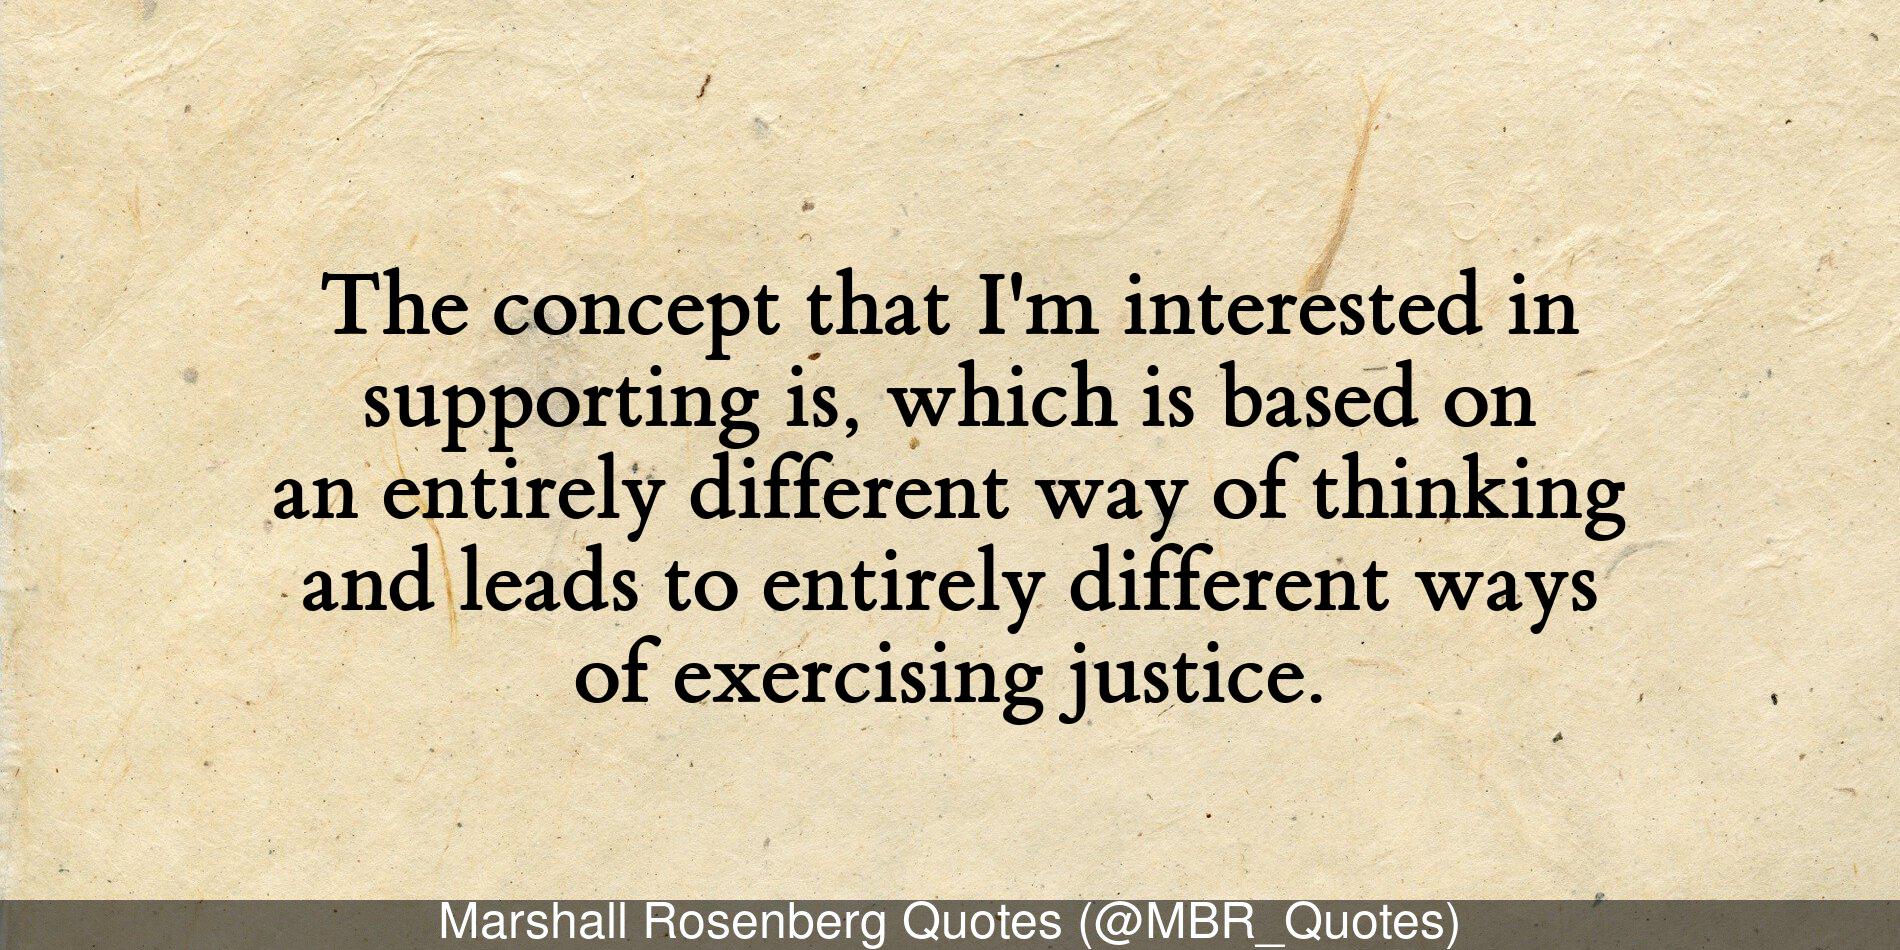 The concept that I'm interested in
supporting is, which is based on
an entirely different way of thinking
and leads to entirely different ways
of exercising justice.
Marshall Rosenberg Quotes (@MBR_Quotes)